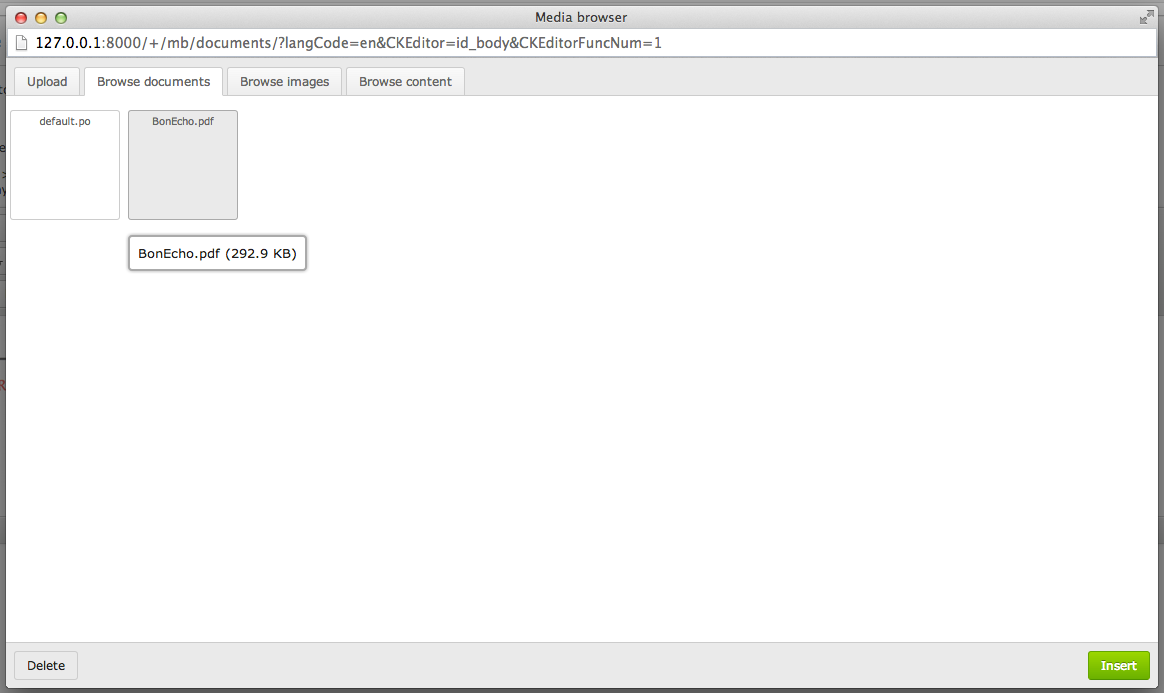 Media browser
127.0.0.1:8000/+/mb/documents/?langCode=en&CKEditor=id_body&CKEditorFuncNum=1
Upload Browse documents Browse images Browse content
default.po BonEcho.pdf
BonEcho.pdf (292.9 KB)
Delete Insert